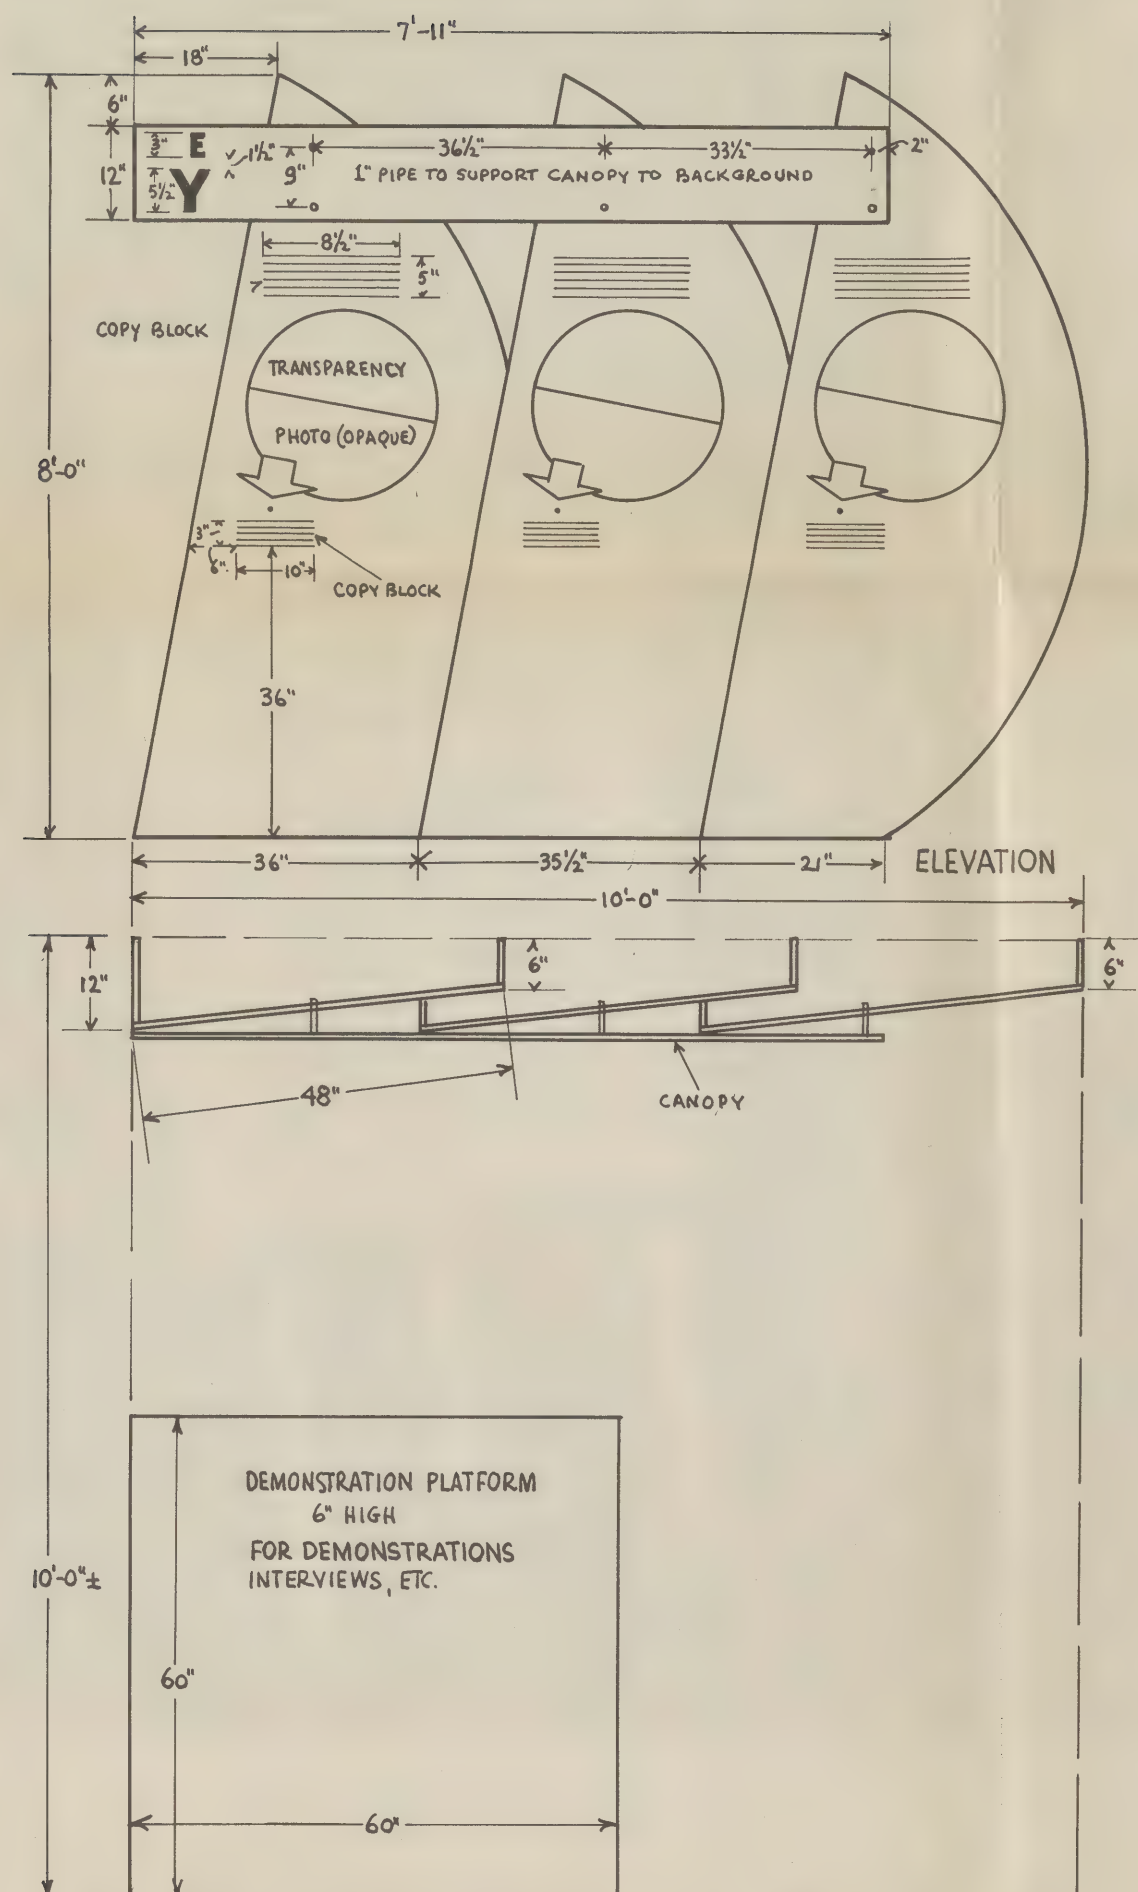 7'-11"
18"
6"
3" E
1½"
36½"
33½"
2"
12"
5½" Y
9"
1" PIPE TO SUPPORT CANOPY TO BACKGROUND
8½"
5"
COPY BLOCK
TRANSPARENCY
PHOTO (OPAQUE)
8'-0"
3"
6"
10"
COPY BLOCK
36"
36"
35½"
21"
ELEVATION
10'-0"
12"
6"
6"
48"
CANOPY
DEMONSTRATION PLATFORM
6" HIGH
FOR DEMONSTRATIONS
INTERVIEWS, ETC.
10'-0"±
60"
60"